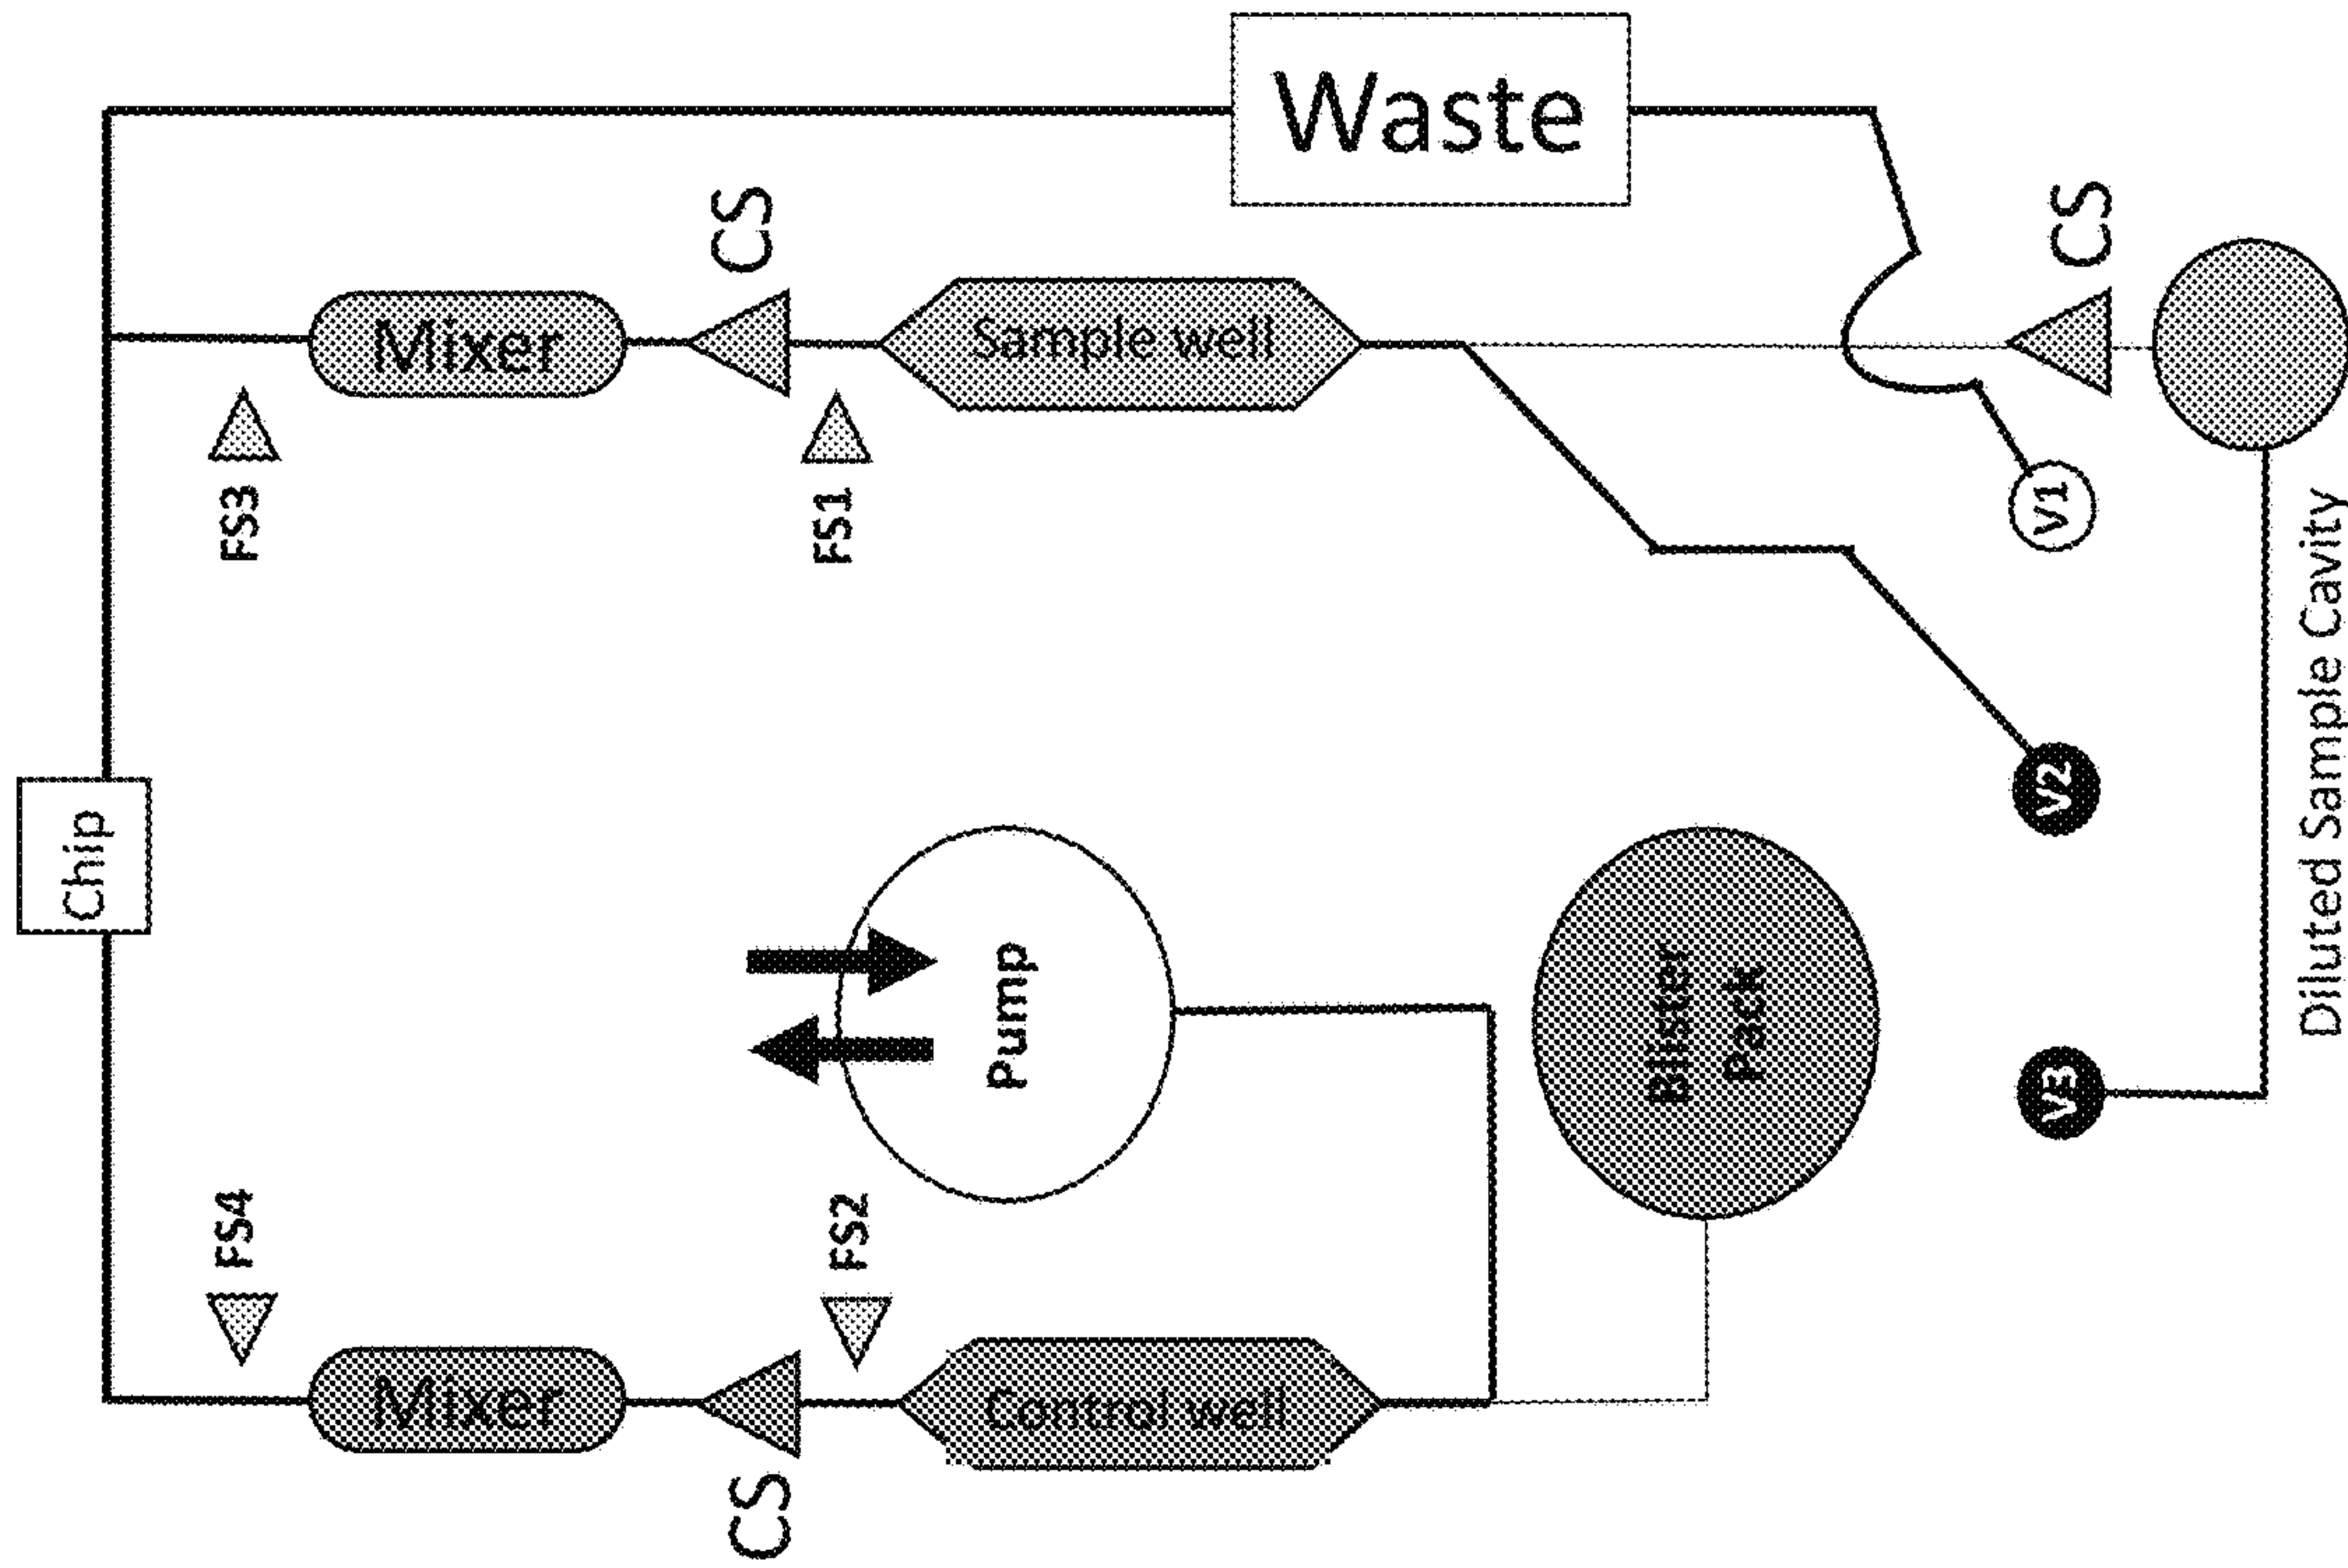 Waste
CS
CS
Mixer
Sample well
FS3
FS1
V1
Chip
V2
Diluted Sample Cavity
Pump
Blister
Pack
V3
FS4
FS2
Mixer
Control well
CS